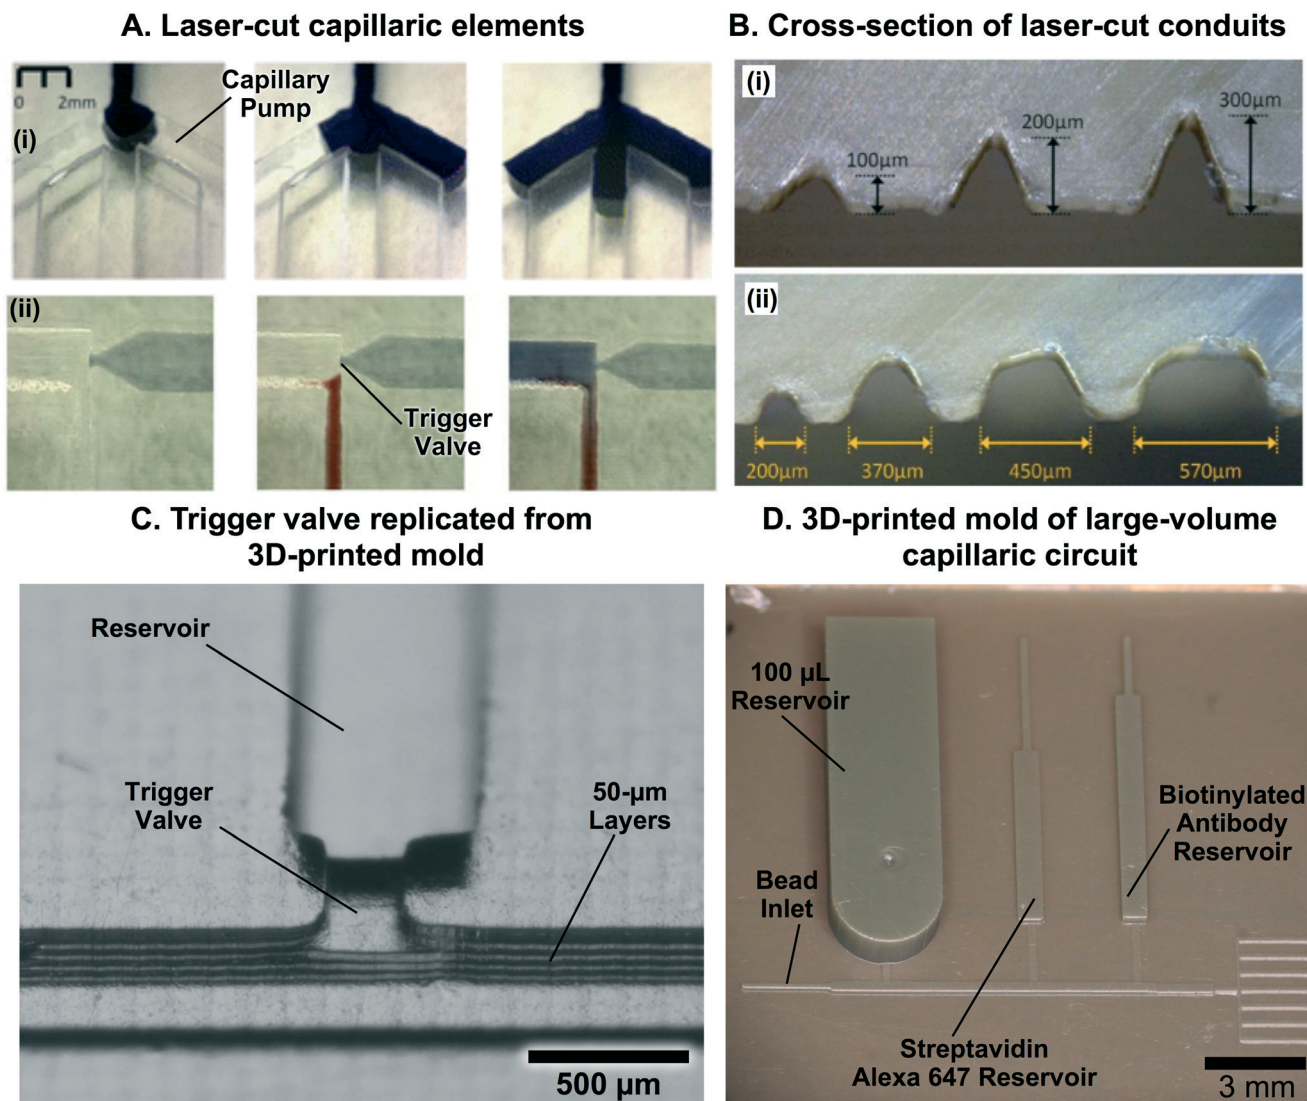 A. Laser-cut capillaric elements
B. Cross-section of laser-cut conduits
0 2mm
Capillary
Pump
(i)
(ii)
Trigger
Valve
(i)
100µm
200µm
300µm
(ii)
200µm
370µm
450µm
570µm
C. Trigger valve replicated from
3D-printed mold
D. 3D-printed mold of large-volume
capillaric circuit
Reservoir
Trigger
Valve
50-µm
Layers
500 µm
100 µL
Reservoir
Biotinylated
Antibody
Reservoir
Bead
Inlet
Streptavidin
Alexa 647 Reservoir
3 mm